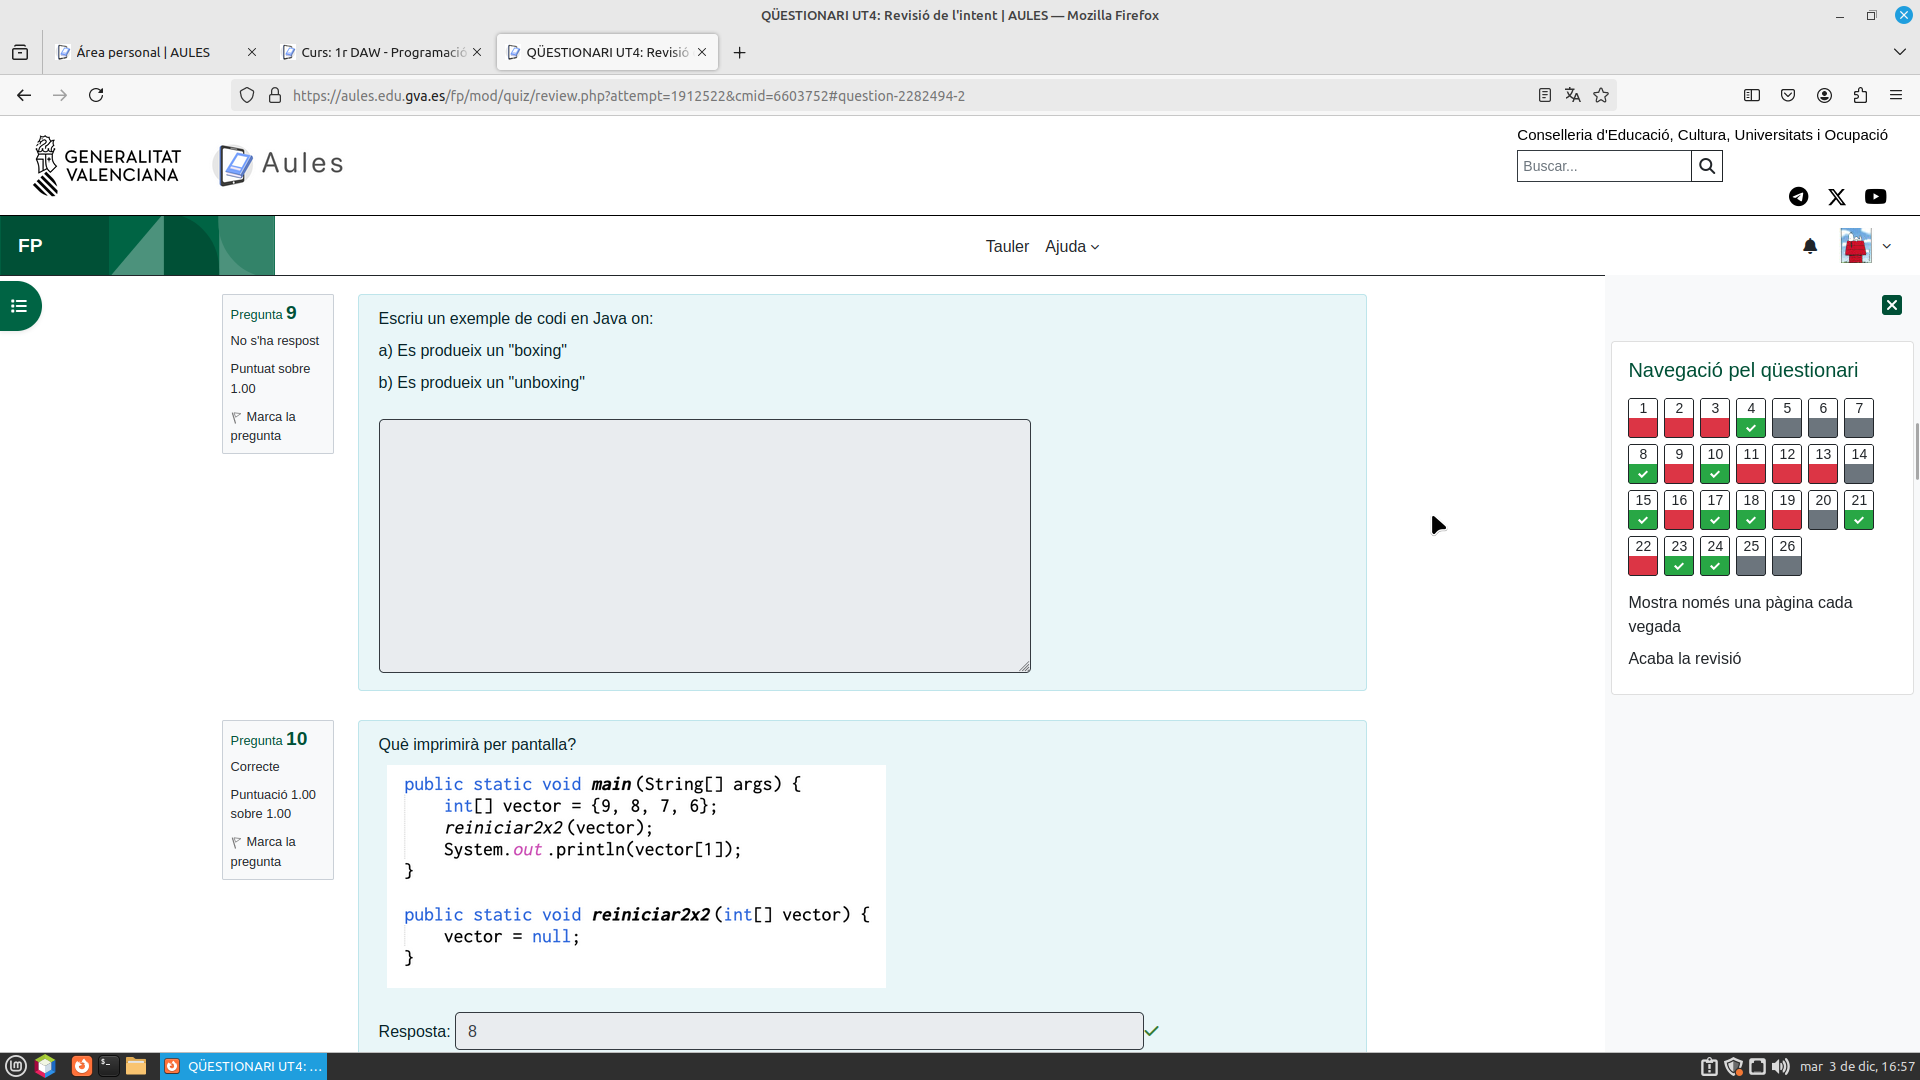 QÜESTIONARI UT4: Revisió de l'intent | AULES — Mozilla Firefox
Área personal | AULES
Curs: 1r DAW - Programació
QÜESTIONARI UT4: Revisió
https://aules.edu.gva.es/fp/mod/quiz/review.php?attempt=1912522&cmid=6603752#question-2282494-2
GENERALITAT
VALENCIANA
Aules
Conselleria d'Educació, Cultura, Universitats i Ocupació
Buscar...
FP
Tauler
Ajuda
Pregunta 9
No s'ha respost
Puntuat sobre
1.00
Marca la
pregunta
Escriu un exemple de codi en Java on:
a) Es produeix un "boxing"
b) Es produeix un "unboxing"
Pregunta 10
Correcte
Puntuació 1.00
sobre 1.00
Marca la
pregunta
Què imprimirà per pantalla?
public static void main(String[] args) {
int[] vector = {9, 8, 7, 6};
reiniciar2x2(vector);
System.out.println(vector[1]);
}
public static void reiniciar2x2(int[] vector) {
vector = null;
}
Resposta: 8
Navegació pel qüestionari
1 2 3 4 5 6 7
8 9 10 11 12 13 14
15 16 17 18 19 20 21
22 23 24 25 26
Mostra només una pàgina cada
vegada
Acaba la revisió
QÜESTIONARI UT4: ...
mar 3 de dic, 16:57